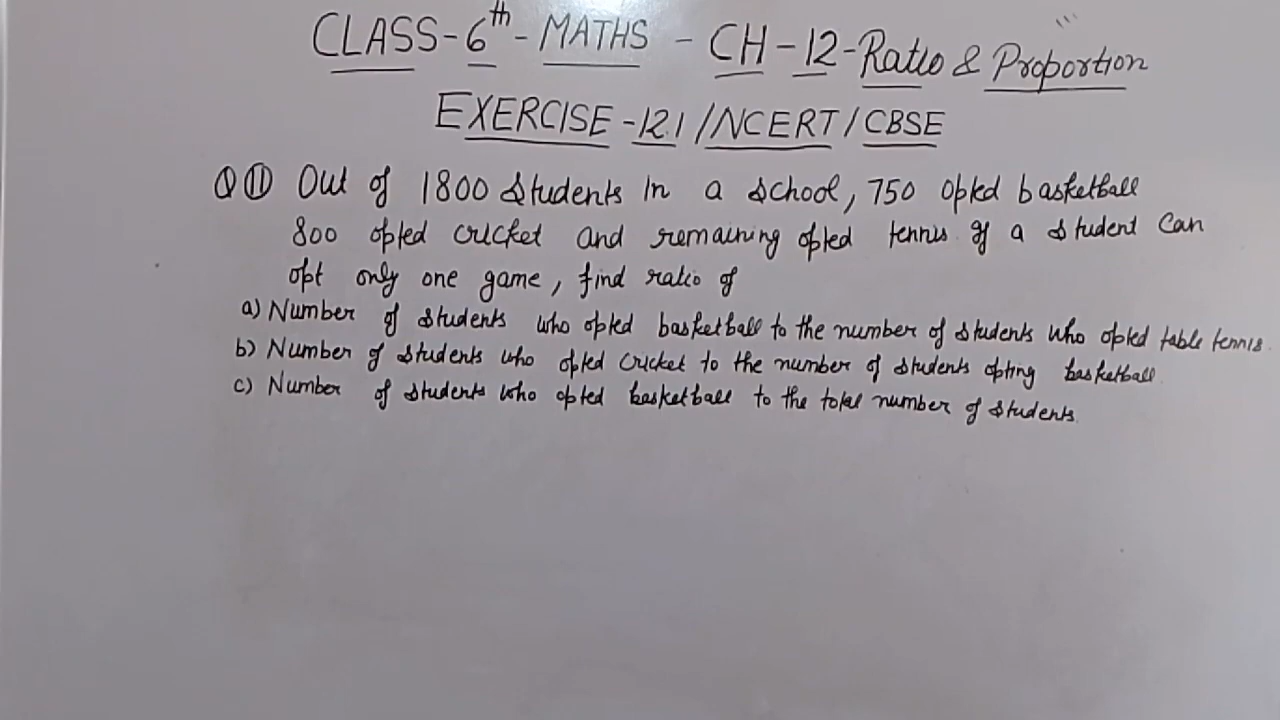 CLASS-6th-MATHS - CH-12-Ratio & Proportion
EXERCISE-12.1/NCERT/CBSE
Q 11 Out of 1800 students in a school, 750 opted basketball
800 opted cricket and remaining opted tennis. If a student can
opt only one game, find ratio of
a) Number of students who opted basketball to the number of students who opted table tennis.
b) Number of students who opted cricket to the number of students opting basketball.
c) Number of students who opted basketball to the total number of students.